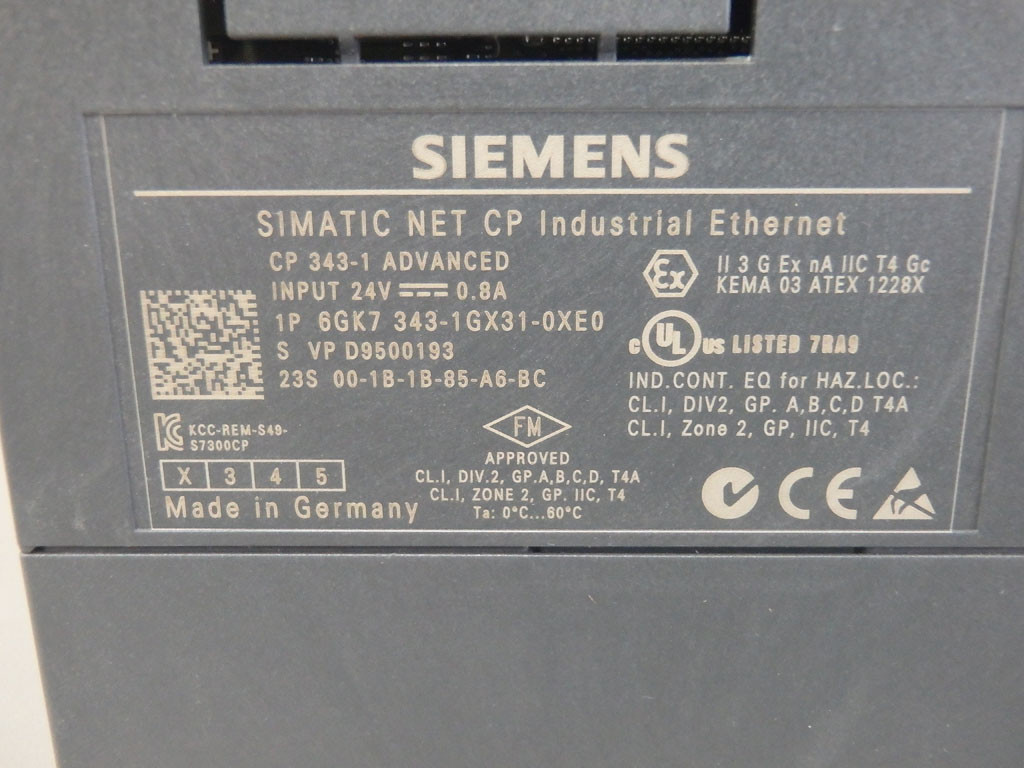 SIEMENS
SIMATIC NET CP Industrial Ethernet
CP 343-1 ADVANCED
INPUT 24V 0.8A
1P 6GK7 343-1GX31-0XE0
S VP D9500193
23S 00-1B-1B-85-A6-BC
Ex II 3 G Ex nA IIC T4 Gc
KEMA 03 ATEX 1228X
c UL us LISTED 7RA9
IND.CONT. EQ for HAZ.LOC.:
CL.I, DIV2, GP. A,B,C,D T4A
CL.I, Zone 2, GP, IIC, T4
KCC-REM-S49-
S7300CP
X 3 4 5
Made in Germany
FM
APPROVED
CL.I, DIV.2, GP.A,B,C,D, T4A
CL.I, ZONE 2, GP. IIC, T4
Ta: 0°C...60°C
CE